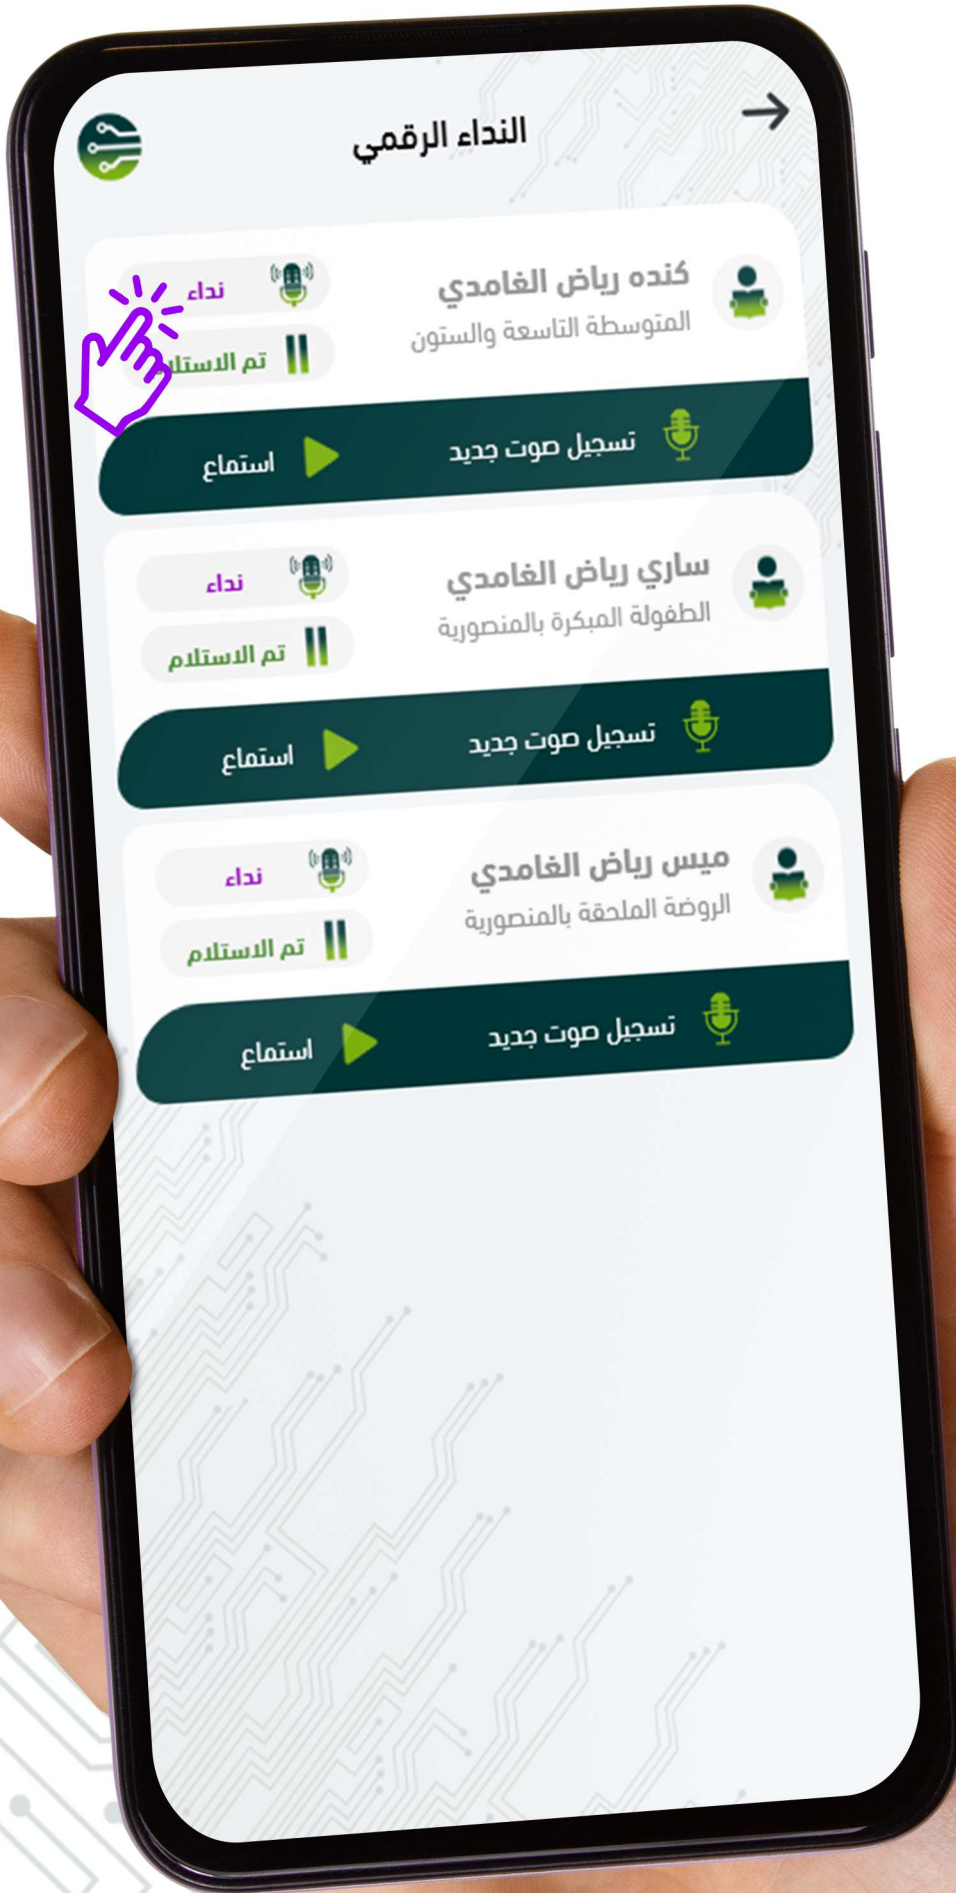 النداء الرقمي
كنده رياض الغامدي
المتوسطة التاسعة والستون
نداء
تم الاستلا
تسجيل صوت جديد
استماع
ساري رياض الغامدي
الطفولة المبكرة بالمنصورية
نداء
تم الاستلام
تسجيل صوت جديد
استماع
ميس رياض الغامدي
الروضة الملحقة بالمنصورية
نداء
تم الاستلام
تسجيل صوت جديد
استماع